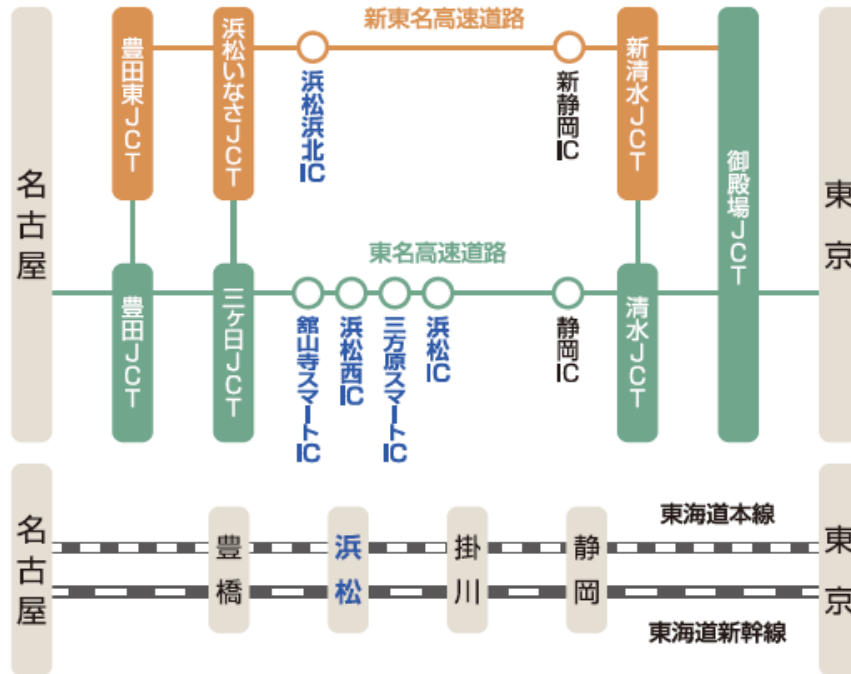 新東名高速道路
名古屋
豊田東JCT
浜松いなさJCT
浜松浜北IC
新静岡IC
新清水JCT
御殿場JCT
東京
東名高速道路
豊田JCT
三ヶ日JCT
舘山寺スマートIC
浜松西IC
三方原スマートIC
浜松IC
静岡IC
清水JCT
東海道本線
名古屋
豊橋
浜松
掛川
静岡
東京
東海道新幹線